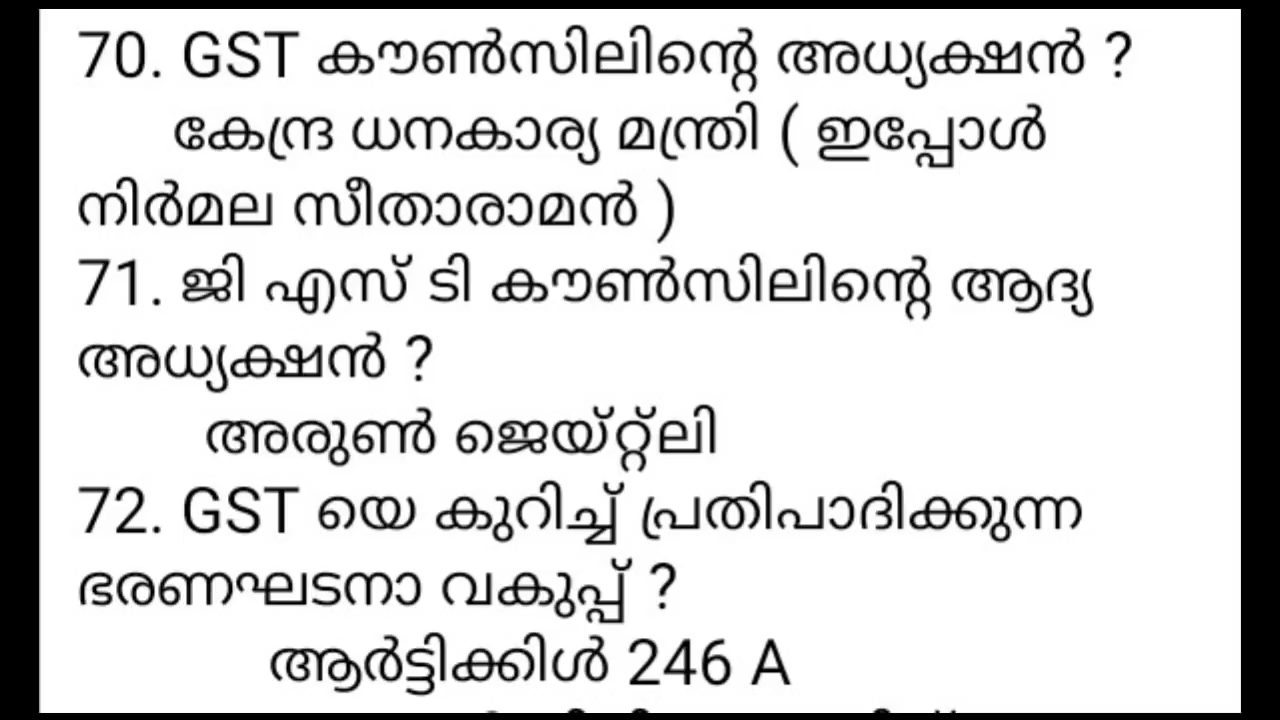 70. GST കൗൺസിലിന്റെ അധ്യക്ഷൻ ?
കേന്ദ്ര ധനകാര്യ മന്ത്രി ( ഇപ്പോൾ
നിർമല സീതാരാമൻ )
71. ജി എസ് ടി കൗൺസിലിന്റെ ആദ്യ
അധ്യക്ഷൻ ?
അരുൺ ജെയ്റ്റ്ലി
72. GST യെ കുറിച്ച് പ്രതിപാദിക്കുന്ന
ഭരണഘടനാ വകുപ്പ് ?
ആർട്ടിക്കിൾ 246 A